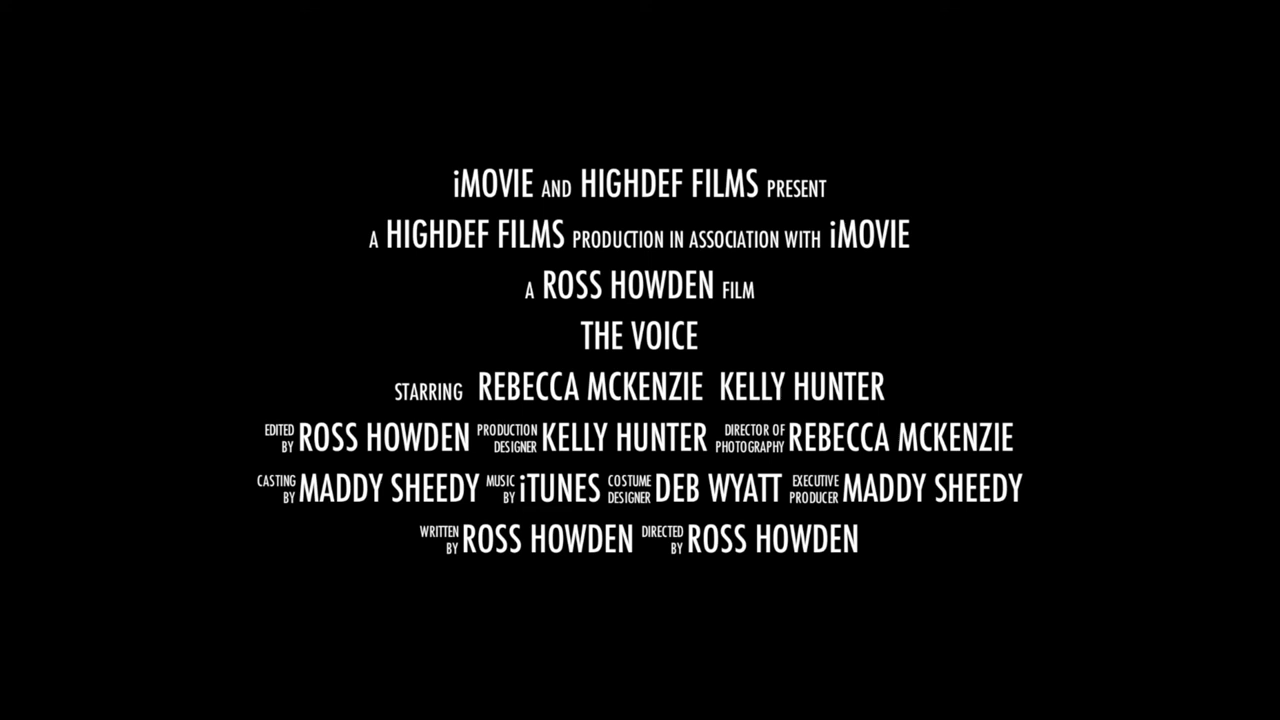 iMOVIE AND HIGHDEF FILMS PRESENT
A HIGHDEF FILMS PRODUCTION IN ASSOCIATION WITH iMOVIE
A ROSS HOWDEN FILM
THE VOICE
STARRING REBECCA MCKENZIE KELLY HUNTER
EDITED BY ROSS HOWDEN PRODUCTION DESIGNER KELLY HUNTER DIRECTOR OF PHOTOGRAPHY REBECCA MCKENZIE
CASTING BY MADDY SHEEDY MUSIC BY iTUNES COSTUME DESIGNER DEB WYATT EXECUTIVE PRODUCER MADDY SHEEDY
WRITTEN BY ROSS HOWDEN DIRECTED BY ROSS HOWDEN